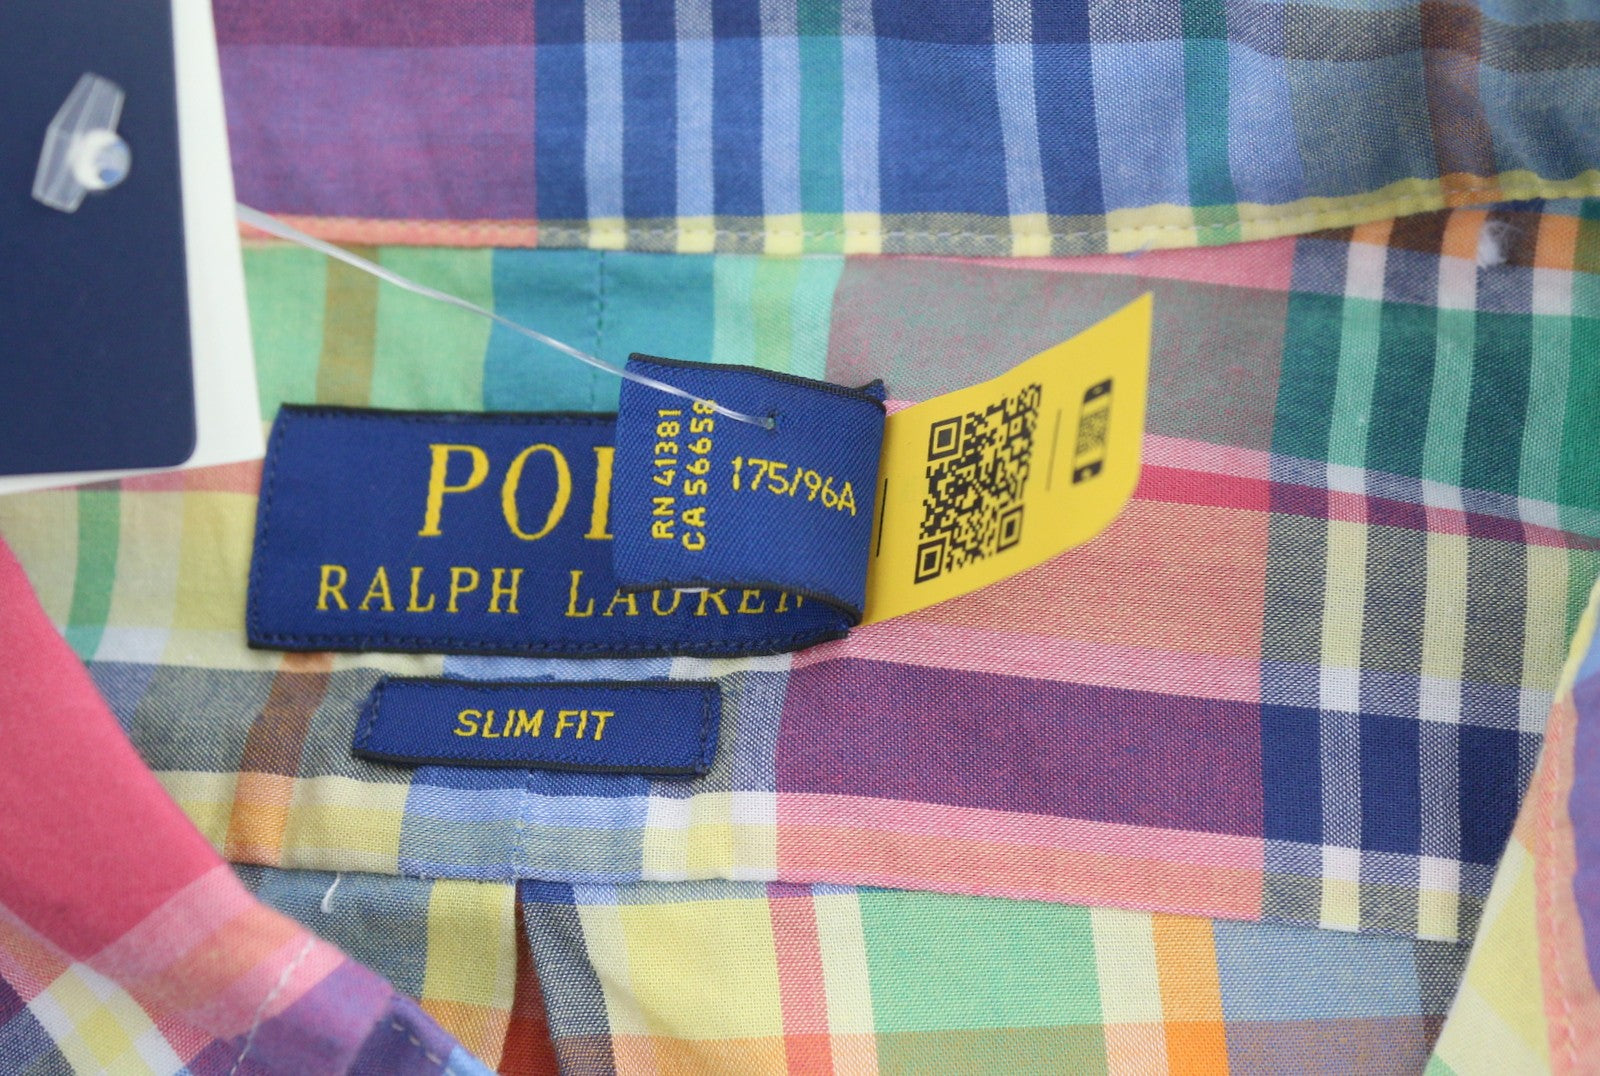 POL
RALPH LAUREN
RN 41381
CA 56658
175/96A
SLIM FIT